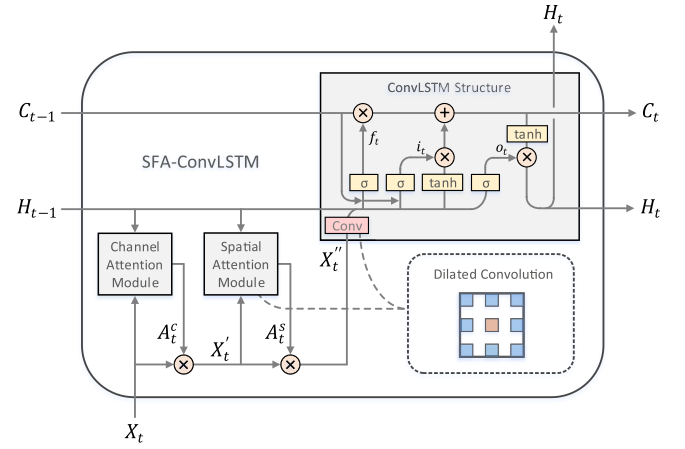 H_t
ConvLSTM Structure
C_{t-1}
C_t
f_t
i_t
o_t
tanh
SFA-ConvLSTM
σ
σ
tanh
σ
H_{t-1}
H_t
Conv
Channel
Attention
Module
Spatial
Attention
Module
X_t''
Dilated Convolution
A_t^c
X_t'
A_t^s
X_t